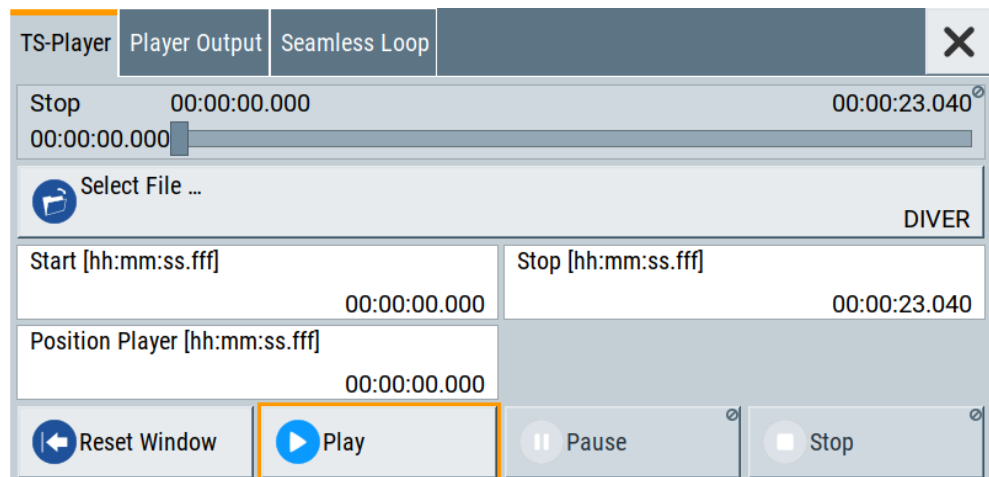 TS-Player Player Output Seamless Loop
Stop 00:00:00.000 00:00:23.040
00:00:00.000
Select File ...
DIVER
Start [hh:mm:ss.fff] Stop [hh:mm:ss.fff]
00:00:00.000 00:00:23.040
Position Player [hh:mm:ss.fff]
00:00:00.000
Reset Window Play Pause Stop